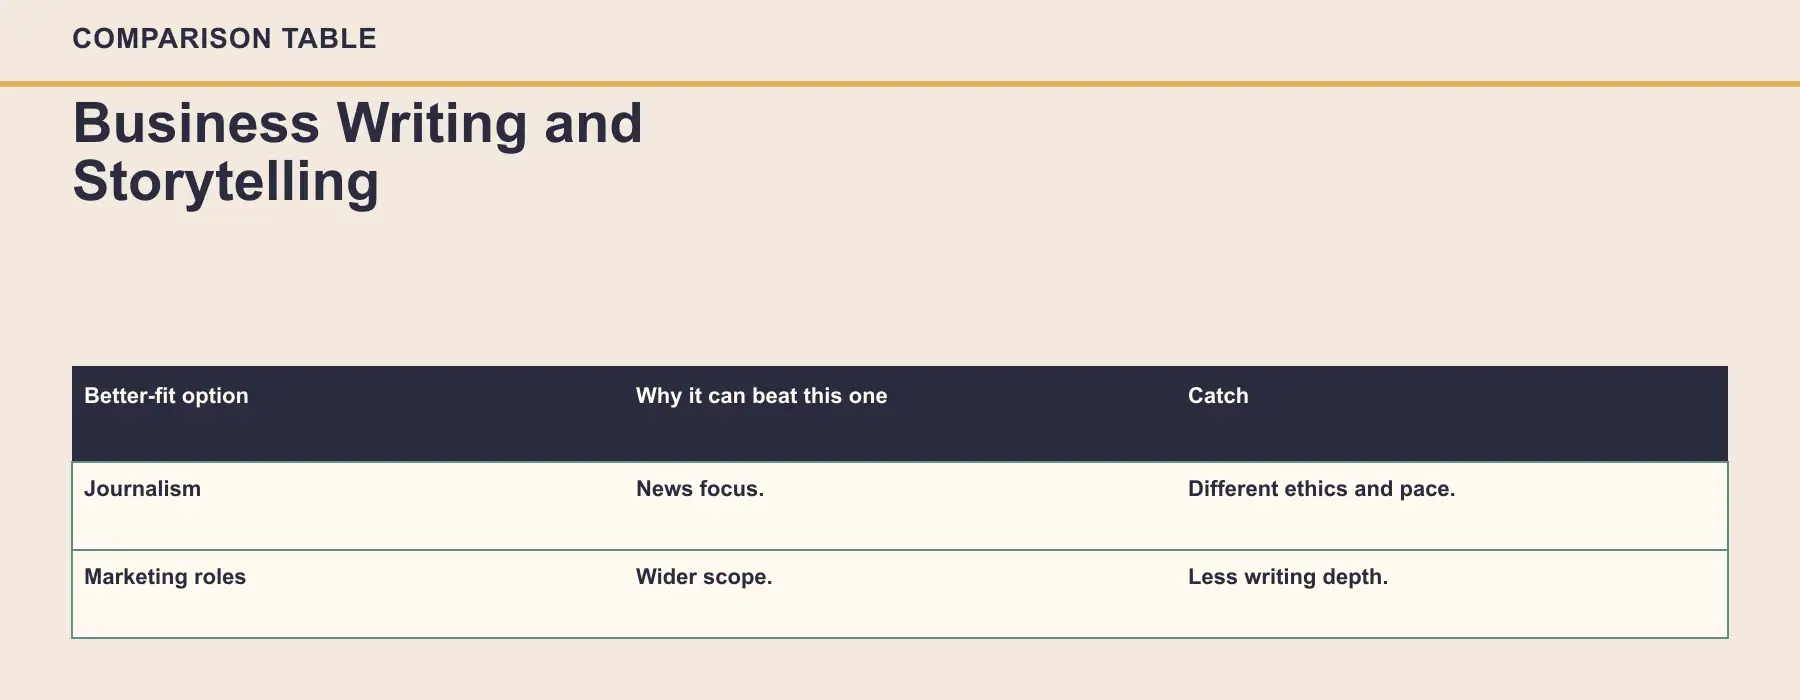 COMPARISON TABLE
Business Writing and
Storytelling
Better-fit option Why it can beat this one Catch
Journalism News focus. Different ethics and pace.
Marketing roles Wider scope. Less writing depth.